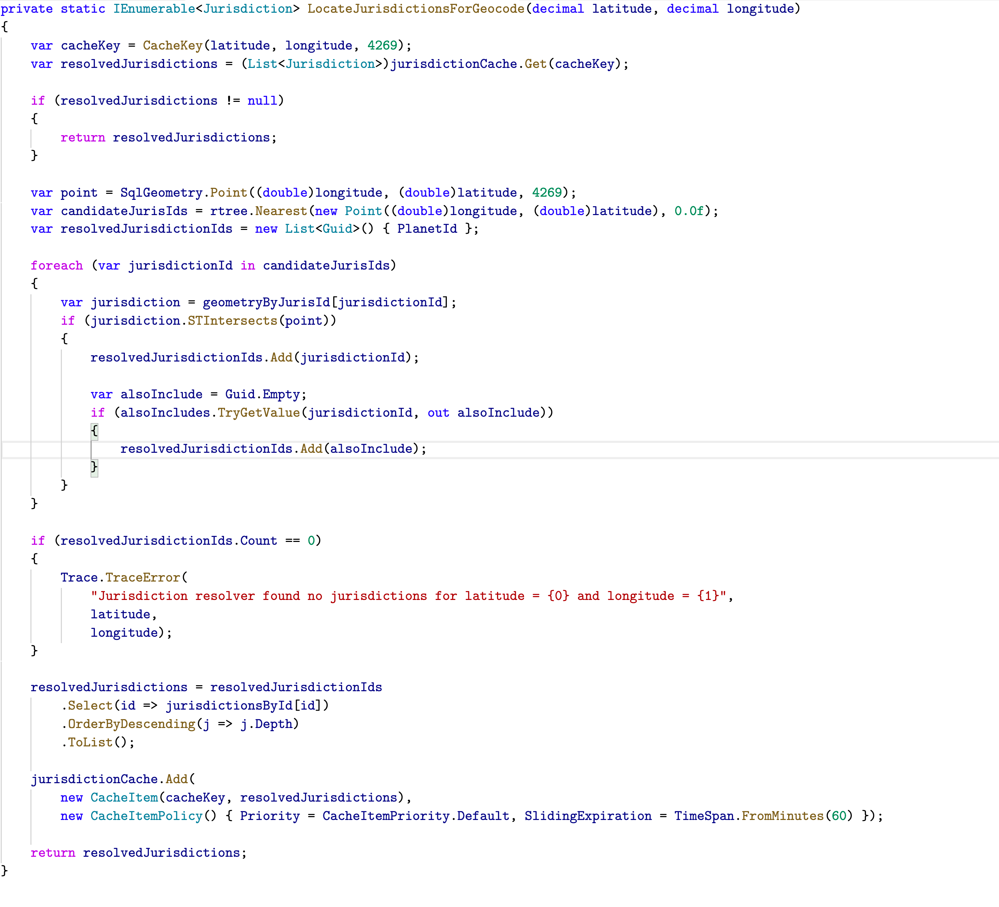 private static IEnumerable<Jurisdiction> LocateJurisdictionsForGeocode(decimal latitude, decimal longitude)
{
    var cacheKey = CacheKey(latitude, longitude, 4269);
    var resolvedJurisdictions = (List<Jurisdiction>)jurisdictionCache.Get(cacheKey);

    if (resolvedJurisdictions != null)
    {
        return resolvedJurisdictions;
    }

    var point = SqlGeometry.Point((double)longitude, (double)latitude, 4269);
    var candidateJurisIds = rtree.Nearest(new Point((double)longitude, (double)latitude), 0.0f);
    var resolvedJurisdictionIds = new List<Guid>() { PlanetId };

    foreach (var jurisdictionId in candidateJurisIds)
    {
        var jurisdiction = geometryByJurisId[jurisdictionId];
        if (jurisdiction.STIntersects(point))
        {
            resolvedJurisdictionIds.Add(jurisdictionId);

            var alsoInclude = Guid.Empty;
            if (alsoIncludes.TryGetValue(jurisdictionId, out alsoInclude))
            {
                resolvedJurisdictionIds.Add(alsoInclude);
            }
        }
    }

    if (resolvedJurisdictionIds.Count == 0)
    {
        Trace.TraceError(
            "Jurisdiction resolver found no jurisdictions for latitude = {0} and longitude = {1}",
            latitude,
            longitude);
    }

    resolvedJurisdictions = resolvedJurisdictionIds
        .Select(id => jurisdictionsById[id])
        .OrderByDescending(j => j.Depth)
        .ToList();

    jurisdictionCache.Add(
        new CacheItem(cacheKey, resolvedJurisdictions),
        new CacheItemPolicy() { Priority = CacheItemPriority.Default, SlidingExpiration = TimeSpan.FromMinutes(60) });

    return resolvedJurisdictions;
}